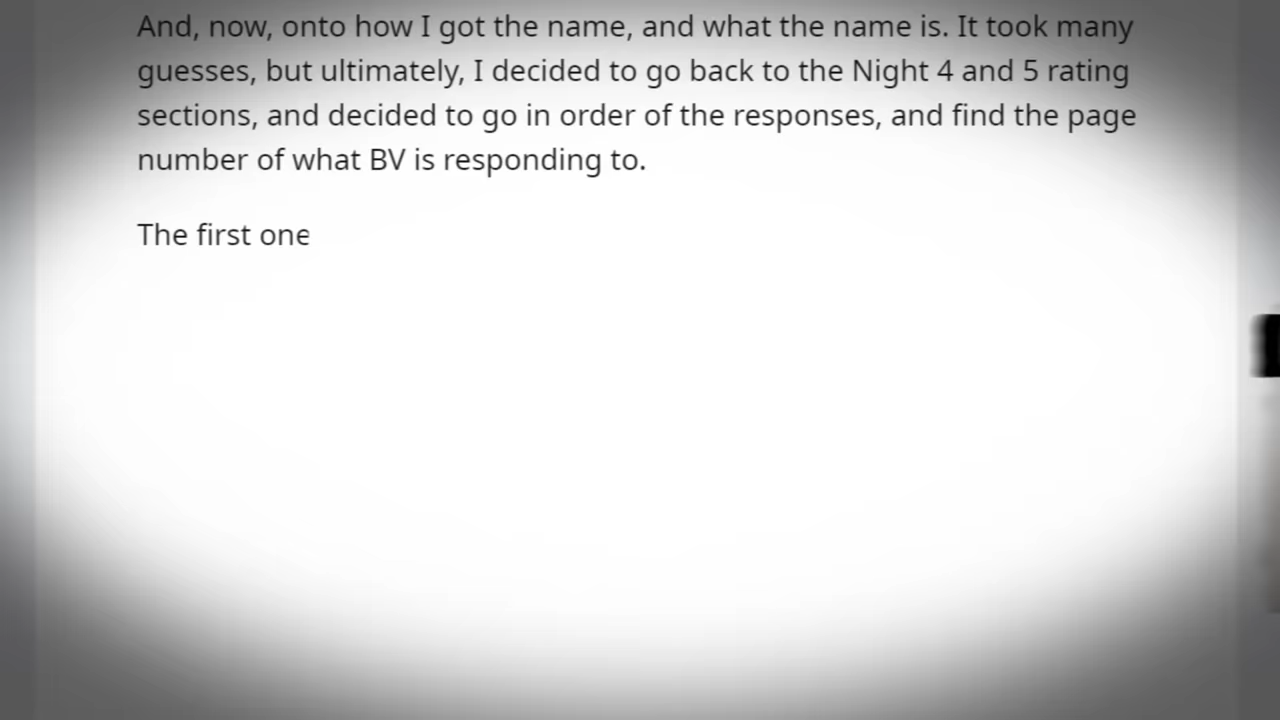 And, now, onto how I got the name, and what the name is. It took many
guesses, but ultimately, I decided to go back to the Night 4 and 5 rating
sections, and decided to go in order of the responses, and find the page
number of what BV is responding to.
The first one